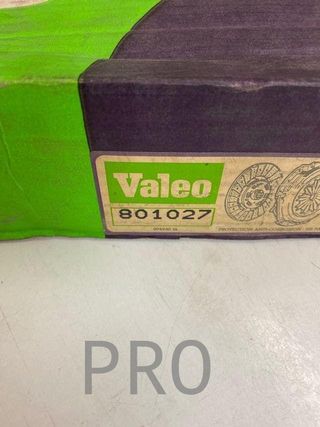 Valeo
801027
PROTECTION ANTI-CORROSION
PRO